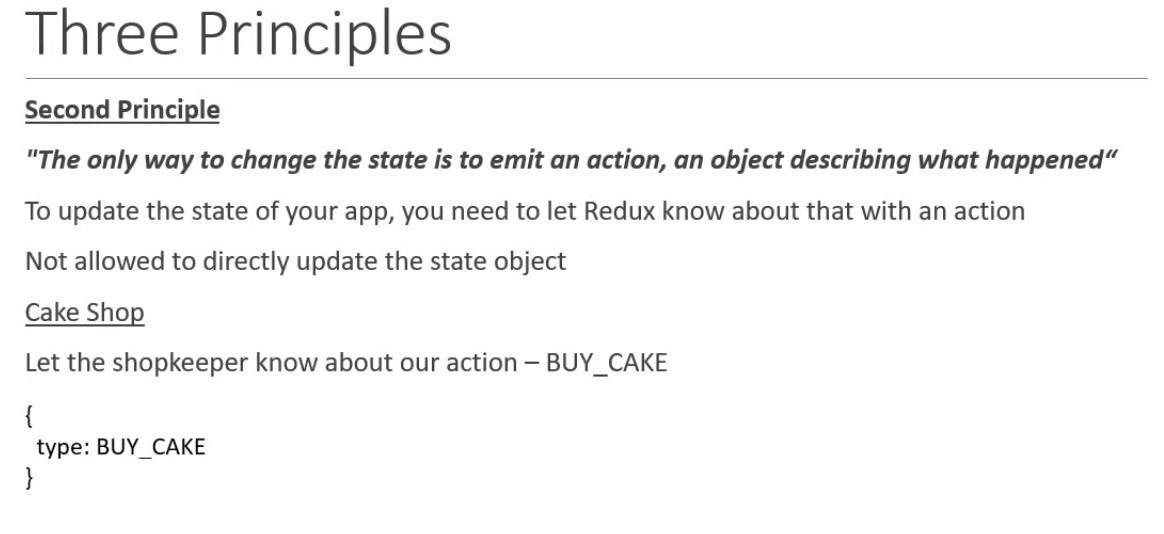 Three Principles
Second Principle
"The only way to change the state is to emit an action, an object describing what happened“
To update the state of your app, you need to let Redux know about that with an action
Not allowed to directly update the state object
Cake Shop
Let the shopkeeper know about our action – BUY_CAKE
{
type: BUY_CAKE
}